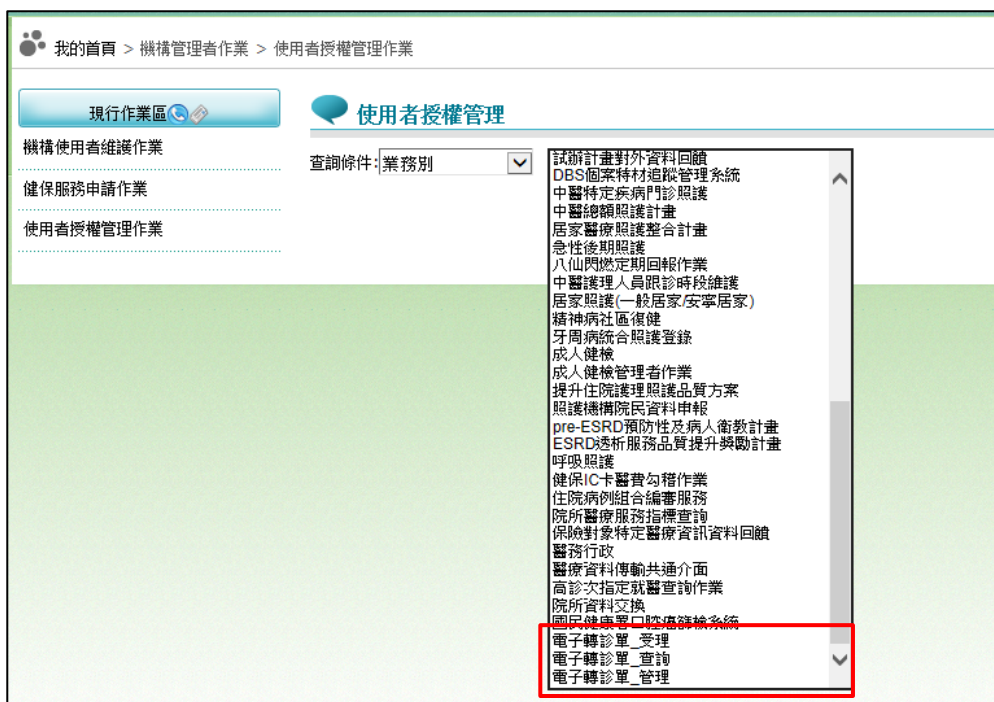 我的首頁 > 機構管理者作業 > 使用者授權管理作業
現行作業區
使用者授權管理
機構使用者維護作業
健保服務申請作業
使用者授權管理作業
查詢條件:業務別
試辦計畫對外資料回饋
DBS個案特材追蹤管理系統
中醫特定疾病門診照護
中醫總額照護計畫
居家醫療照護整合計畫
急性後期照護
八仙閃燃定期回報作業
中醫護理人員跟診時段維護
居家照護(一般居家/安寧居家)
精神病社區復健
牙周病統合照護登錄
成人健檢
成人健檢管理者作業
提升住院護理照護品質方案
照護機構院民資料申報
pre-ESRD預防性及病人衛教計畫
ESRD透析服務品質提升獎勵計畫
呼吸照護
健保IC卡醫費勾稽作業
住院病例組合編審服務
院所醫療服務指標查詢
保險對象特定醫療資訊資料回饋
醫務行政
醫療資料傳輸共通介面
高診次指定就醫查詢作業
院所資料交換
國民健康署口腔癌篩檢系統
電子轉診單_受理
電子轉診單_查詢
電子轉診單_管理